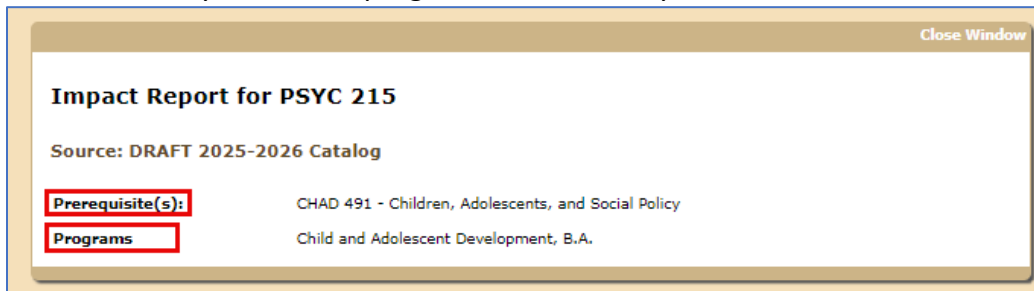 Close Window
Impact Report for PSYC 215
Source: DRAFT 2025-2026 Catalog
Prerequisite(s): CHAD 491 - Children, Adolescents, and Social Policy
Programs Child and Adolescent Development, B.A.